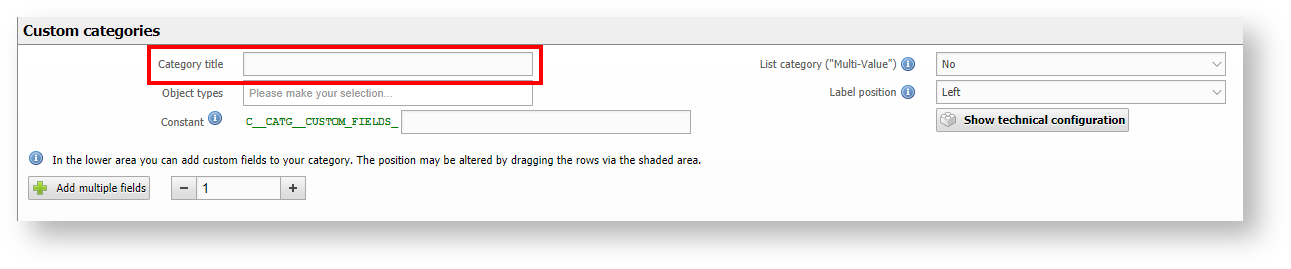 Custom categories
Category title
List category ("Multi-Value") No
Object types Please make your selection...
Label position Left
Constant C__CATG__CUSTOM_FIELDS_
Show technical configuration
In the lower area you can add custom fields to your category. The position may be altered by dragging the rows via the shaded area.
Add multiple fields − 1 +